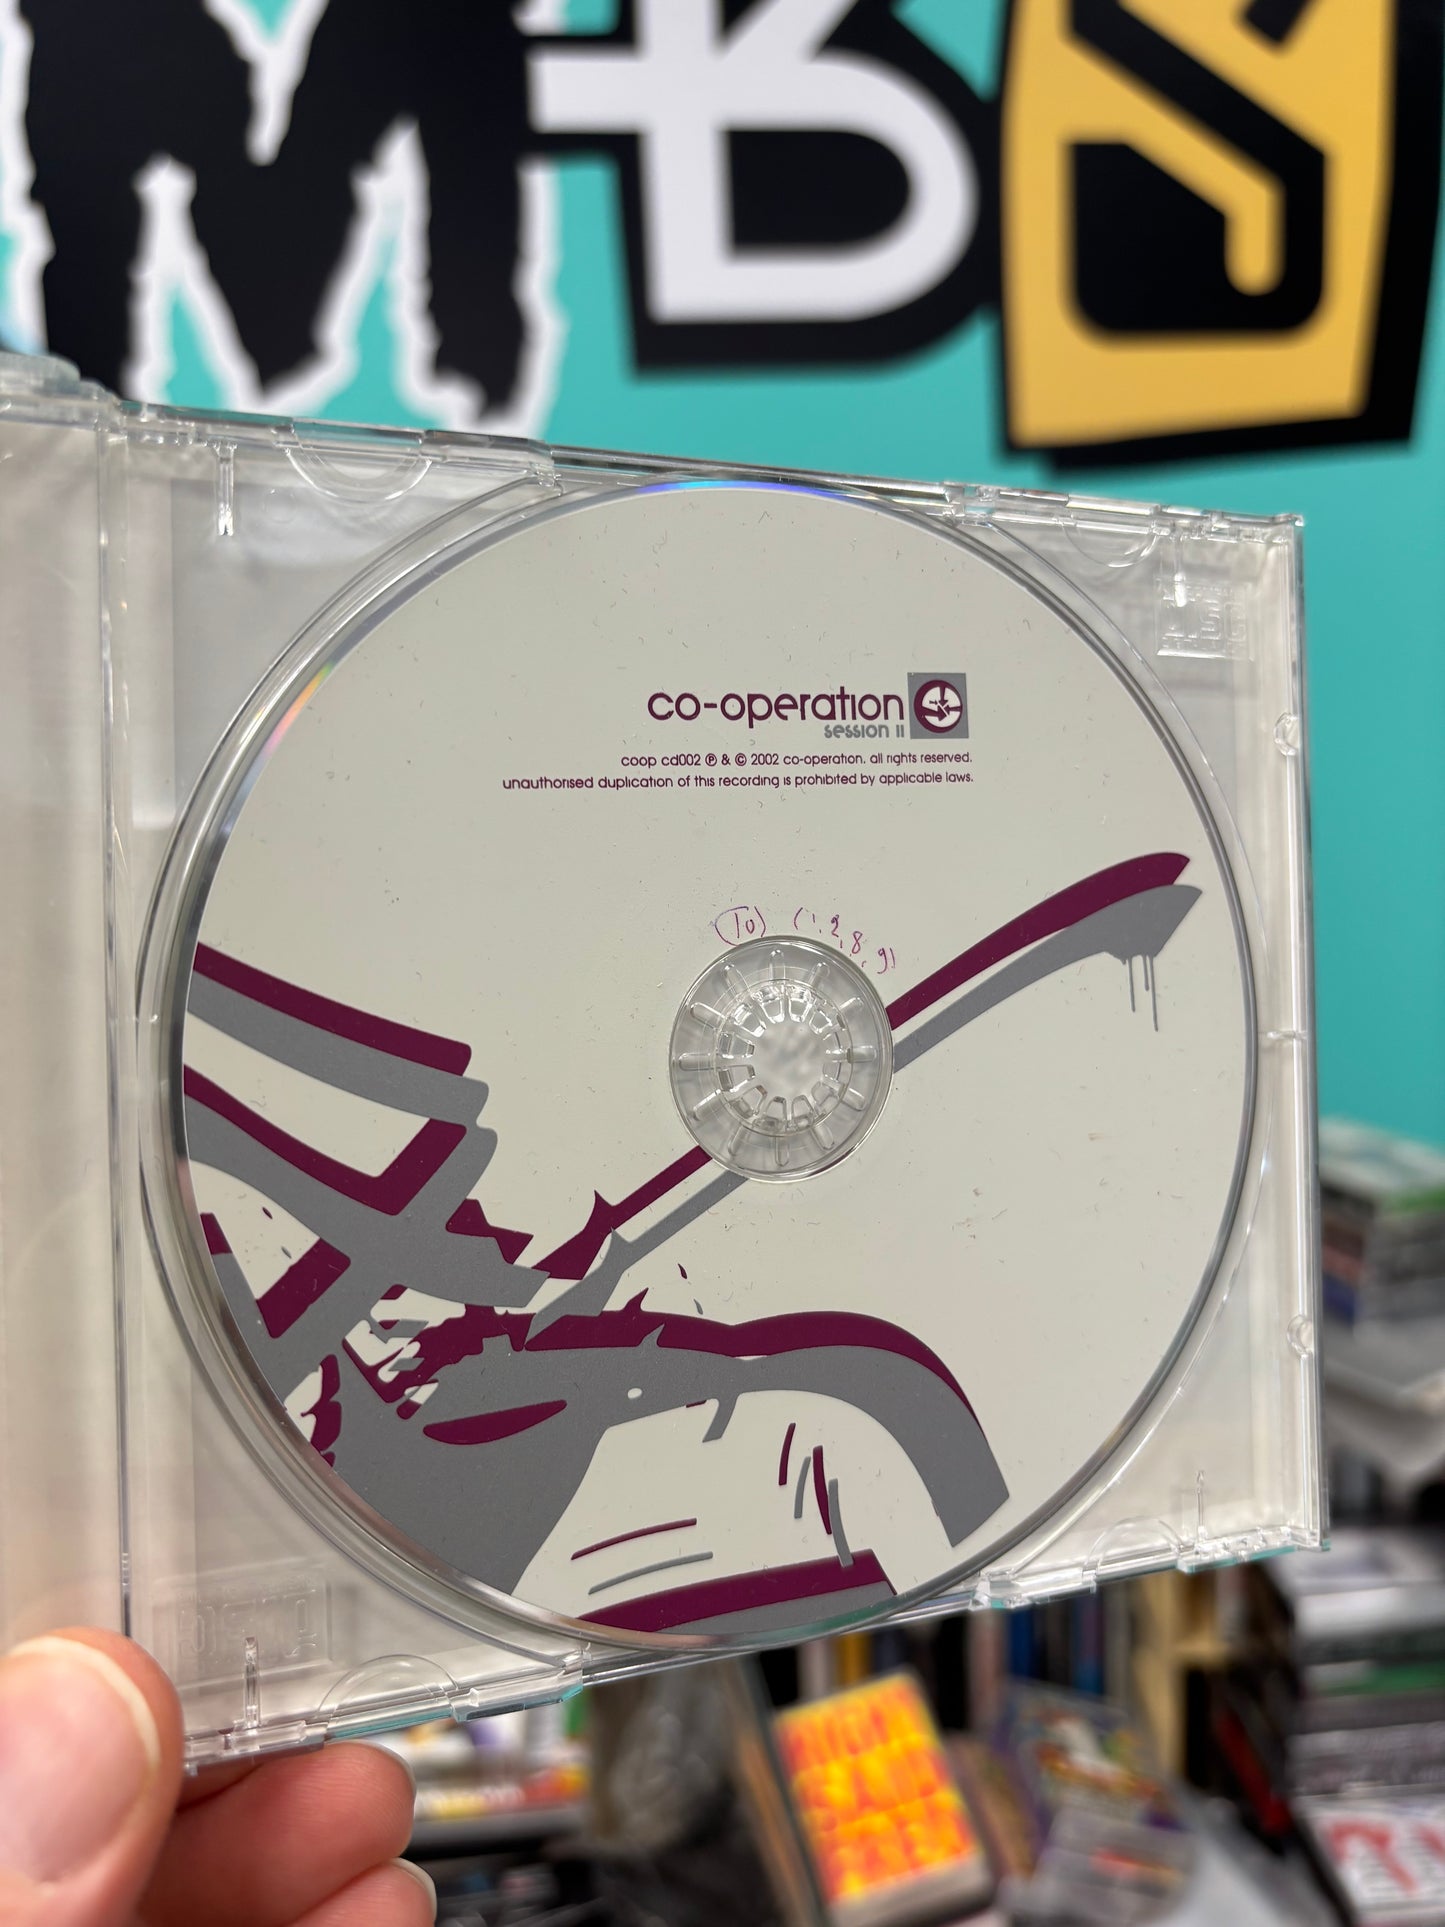 MBS
co-operation
session II
coop cd002 ℗ & © 2002 co-operation. all rights reserved.
unauthorised duplication of this recording is prohibited by applicable laws.
(10) (1, 2, 8, 9)